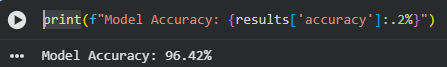 print(f"Model Accuracy: {results['accuracy']:.2%}")
Model Accuracy: 96.42%